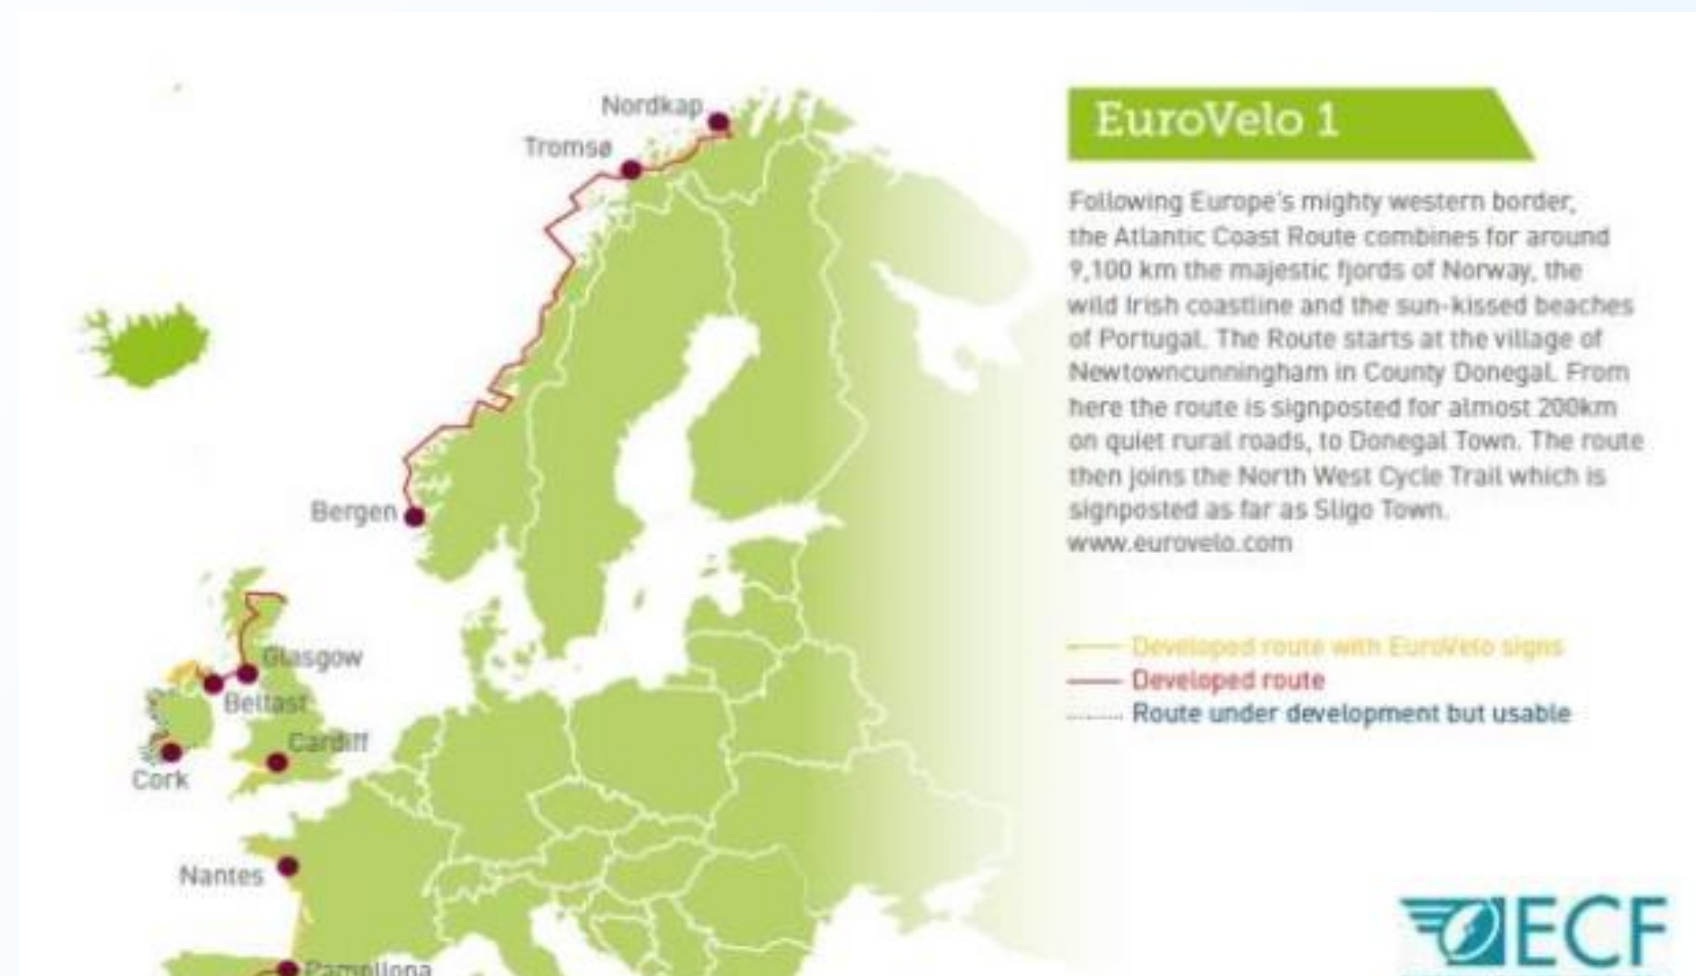 Nordkap
Tromsø
Bergen
Glasgow
Belfast
Cardiff
Cork
Nantes
Pampllona
EuroVelo 1
Following Europe's mighty western border,
the Atlantic Coast Route combines for around
9,100 km the majestic fjords of Norway, the
wild Irish coastline and the sun-kissed beaches
of Portugal. The Route starts at the village of
Newtowncunningham in County Donegal. From
here the route is signposted for almost 200km
on quiet rural roads, to Donegal Town. The route
then joins the North West Cycle Trail which is
signposted as far as Sligo Town.
www.eurovelo.com
Developed route with EuroVelo signs
Developed route
Route under development but usable
ECF